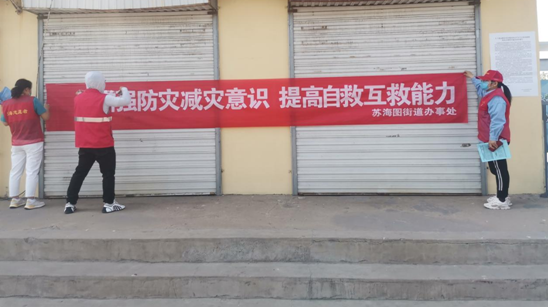 强防灾减灾意识 提高自救互救能力
苏海图街道办事处